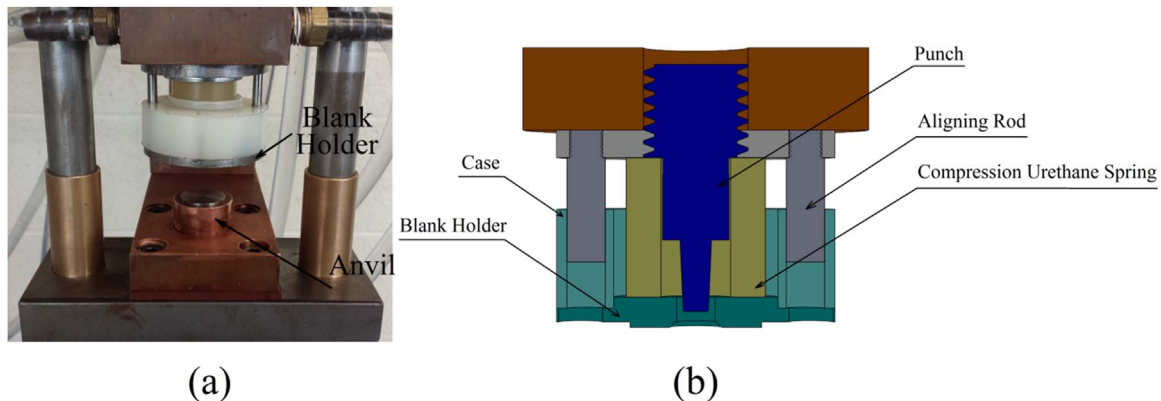 Blank
Holder
Anvil
Punch
Aligning Rod
Case
Compression Urethane Spring
Blank Holder
(a)
(b)